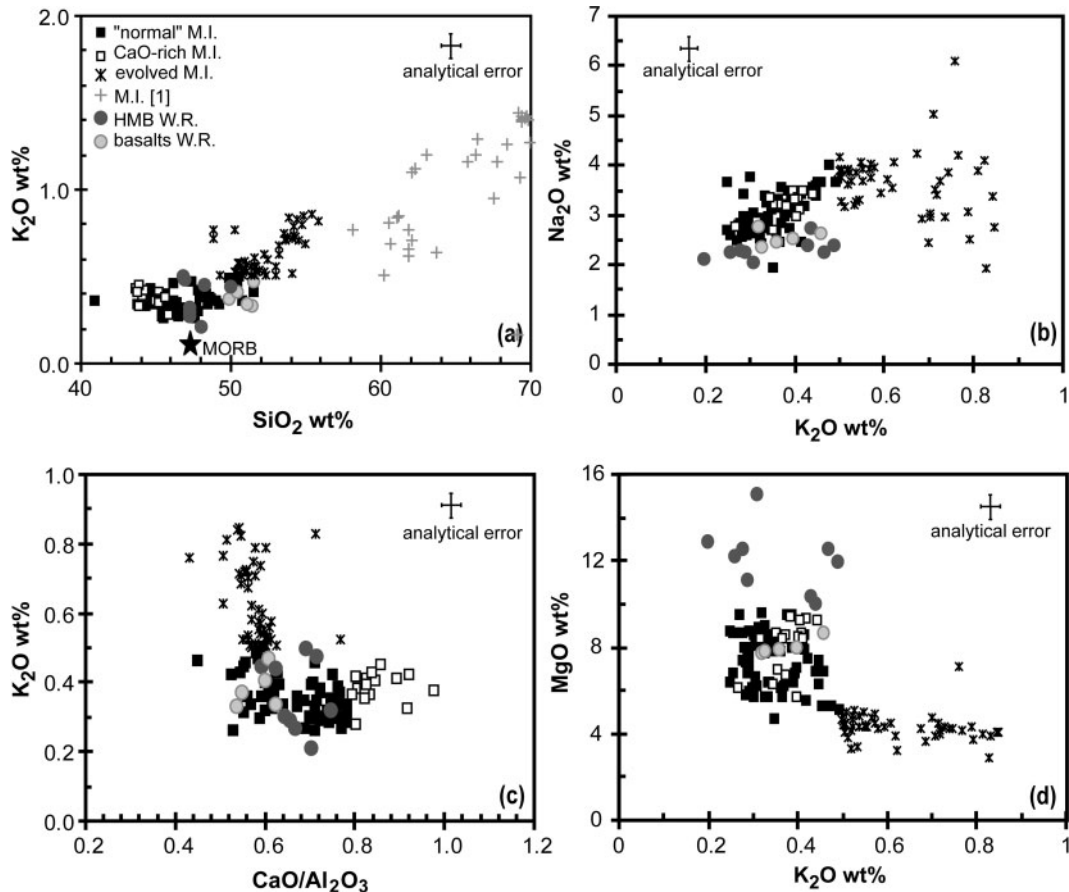 2.0
"normal" M.I.
CaO-rich M.I.
evolved M.I.
M.I. [1]
HMB W.R.
basalts W.R.
analytical error
K2O wt%
1.0
0.0
MORB
(a)
40 50 60 70
SiO2 wt%
7
6
5
4
3
2
1
0
analytical error
Na2O wt%
(b)
0 0.2 0.4 0.6 0.8 1
K2O wt%
1.0
0.8
0.6
0.4
0.2
0.0
analytical error
K2O wt%
(c)
0.2 0.4 0.6 0.8 1.0 1.2
CaO/Al2O3
16
12
8
4
0
analytical error
MgO wt%
(d)
0 0.2 0.4 0.6 0.8 1
K2O wt%